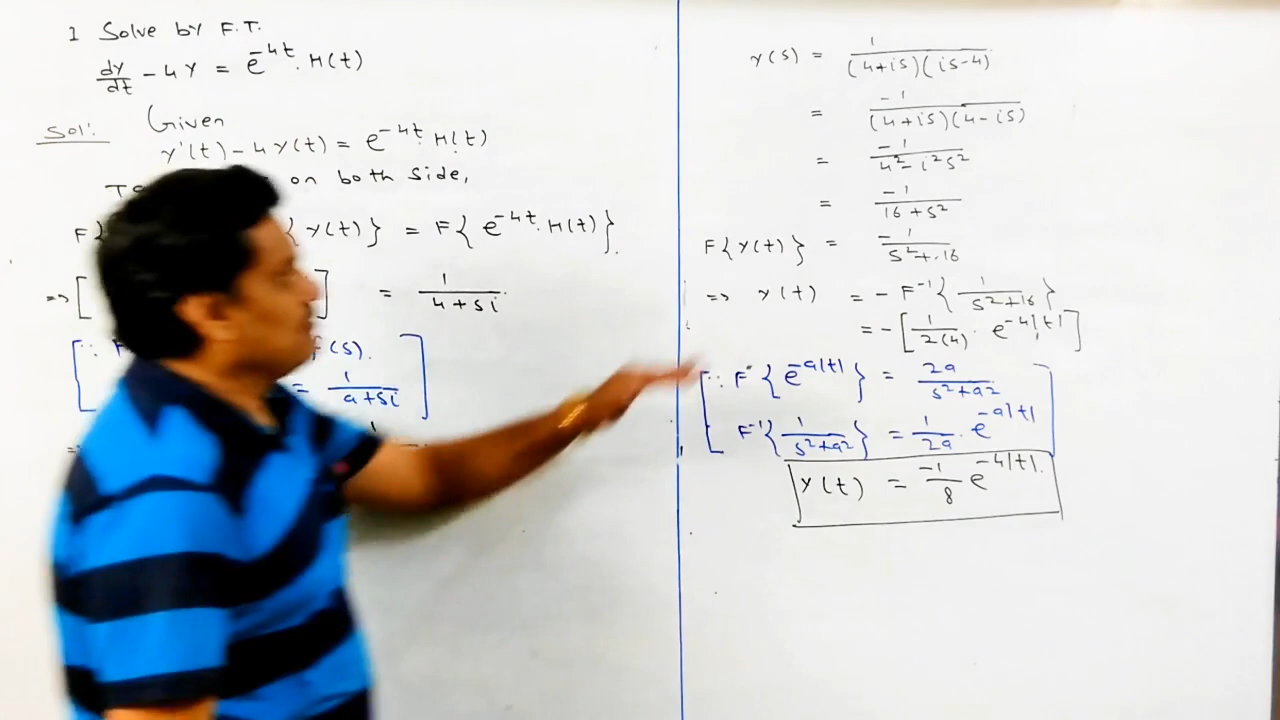 1 Solve by F.T.
dy/dt - 4y = e^-4t . H(t)
Sol': Given
y'(t) - 4y(t) = e^-4t . H(t)
on both side,
y(t)} = F{e^-4t . H(t)}.
=> [ ] = 1/(4+si)
[∵ f(s).
= 1/(a+si) ]
y(s) = 1/((4+is)(is-4))
= -1/((4+is)(4-is))
= -1/(4²-i²s²)
= -1/(16+s²)
F{y(t)} = -1/(s²+16)
=> y(t) = - F^-1{1/(s²+16)}
= -[1/(2(4)) . e^-4|t|]
[∵ F{e^-a|t|} = 2a/(s²+a²)
F^-1{1/(s²+a²)} = 1/(2a) . e^-a|t| ]
y(t) = -1/8 e^-4|t|.